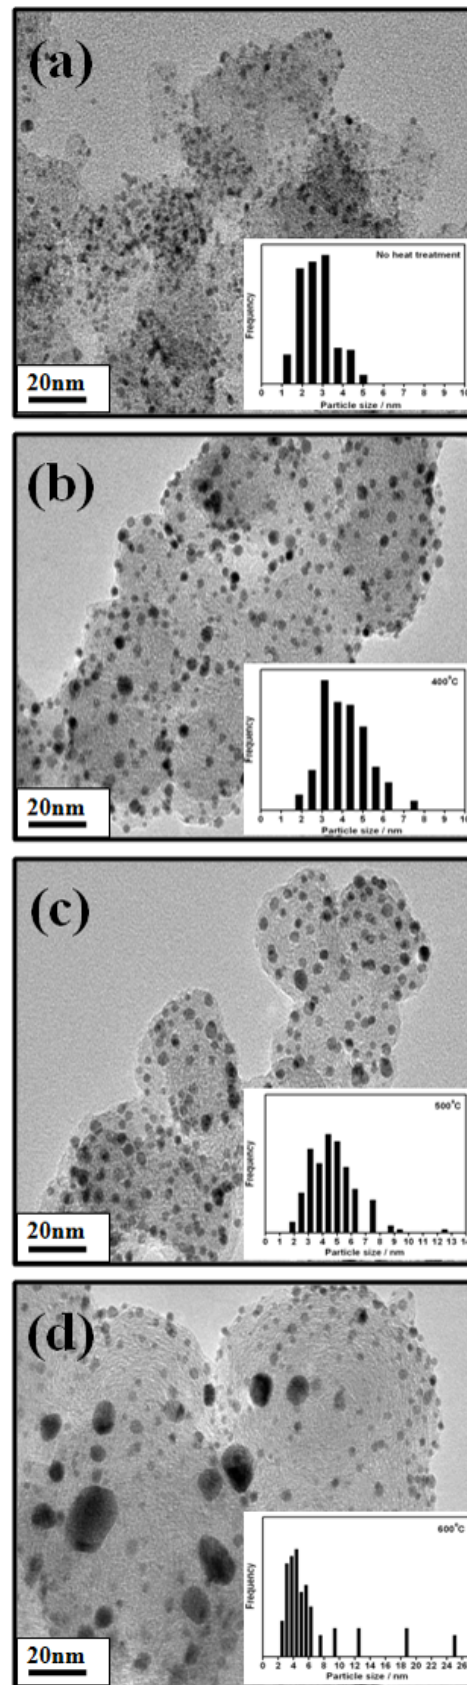 (a)
No heat treatment
Frequency
0 1 2 3 4 5 6 7 8 9 10
Particle size / nm
20nm
(b)
400°C
Frequency
0 1 2 3 4 5 6 7 8 9 10
Particle size / nm
20nm
(c)
500°C
Frequency
0 1 2 3 4 5 6 7 8 9 10 11 12 13 14
Particle size / nm
20nm
(d)
600°C
Frequency
0 2 4 6 8 10 12 14 16 18 20 22 24 26
Particle size / nm
20nm